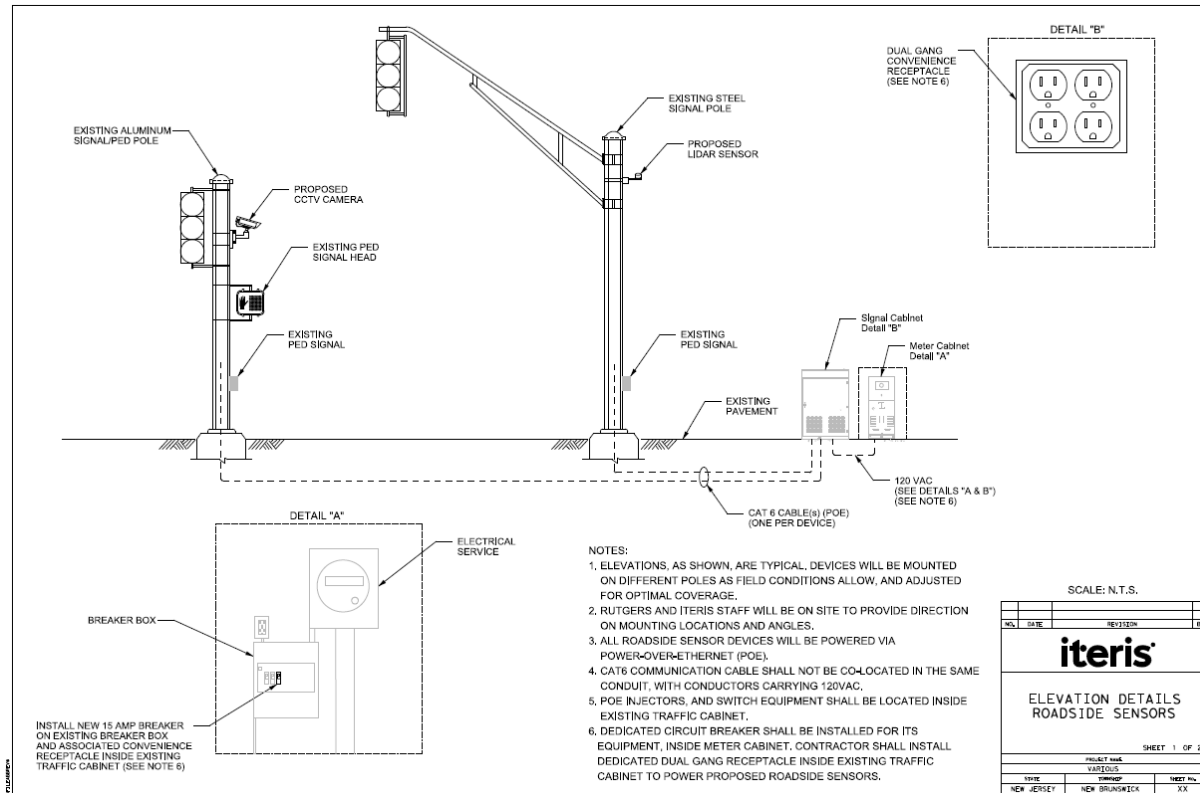 DETAIL "B"
DUAL GANG
CONVENIENCE
RECEPTACLE
(SEE NOTE 6)
EXISTING STEEL
SIGNAL POLE
PROPOSED
LIDAR SENSOR
EXISTING ALUMINUM
SIGNAL/PED POLE
PROPOSED
CCTV CAMERA
EXISTING PED
SIGNAL HEAD
EXISTING
PED SIGNAL
EXISTING
PED SIGNAL
Signal Cabinet
Detail "B"
Meter Cabinet
Detail "A"
EXISTING
PAVEMENT
120 VAC
(SEE DETAILS "A & B")
(SEE NOTE 6)
CAT 6 CABLE(s) (POE)
(ONE PER DEVICE)
DETAIL "A"
ELECTRICAL
SERVICE
BREAKER BOX
INSTALL NEW 15 AMP BREAKER
ON EXISTING BREAKER BOX
AND ASSOCIATED CONVENIENCE
RECEPTACLE INSIDE EXISTING
TRAFFIC CABINET (SEE NOTE 6)
NOTES:
1. ELEVATIONS, AS SHOWN, ARE TYPICAL. DEVICES WILL BE MOUNTED
ON DIFFERENT POLES AS FIELD CONDITIONS ALLOW, AND ADJUSTED
FOR OPTIMAL COVERAGE.
2. RUTGERS AND ITERIS STAFF WILL BE ON SITE TO PROVIDE DIRECTION
ON MOUNTING LOCATIONS AND ANGLES.
3. ALL ROADSIDE SENSOR DEVICES WILL BE POWERED VIA
POWER-OVER-ETHERNET (POE).
4. CAT6 COMMUNICATION CABLE SHALL NOT BE CO-LOCATED IN THE SAME
CONDUIT, WITH CONDUCTORS CARRYING 120VAC.
5. POE INJECTORS, AND SWITCH EQUIPMENT SHALL BE LOCATED INSIDE
EXISTING TRAFFIC CABINET.
6. DEDICATED CIRCUIT BREAKER SHALL BE INSTALLED FOR ITS
EQUIPMENT, INSIDE METER CABINET. CONTRACTOR SHALL INSTALL
DEDICATED DUAL GANG RECEPTACLE INSIDE EXISTING TRAFFIC
CABINET TO POWER PROPOSED ROADSIDE SENSORS.
SCALE: N.T.S.
NO. DATE REVISION
iteris
ELEVATION DETAILS
ROADSIDE SENSORS
SHEET 1 OF 2
PROJECT NAME
VARIOUS
STATE TOWNSHIP SHEET No.
NEW JERSEY NEW BRUNSWICK XX